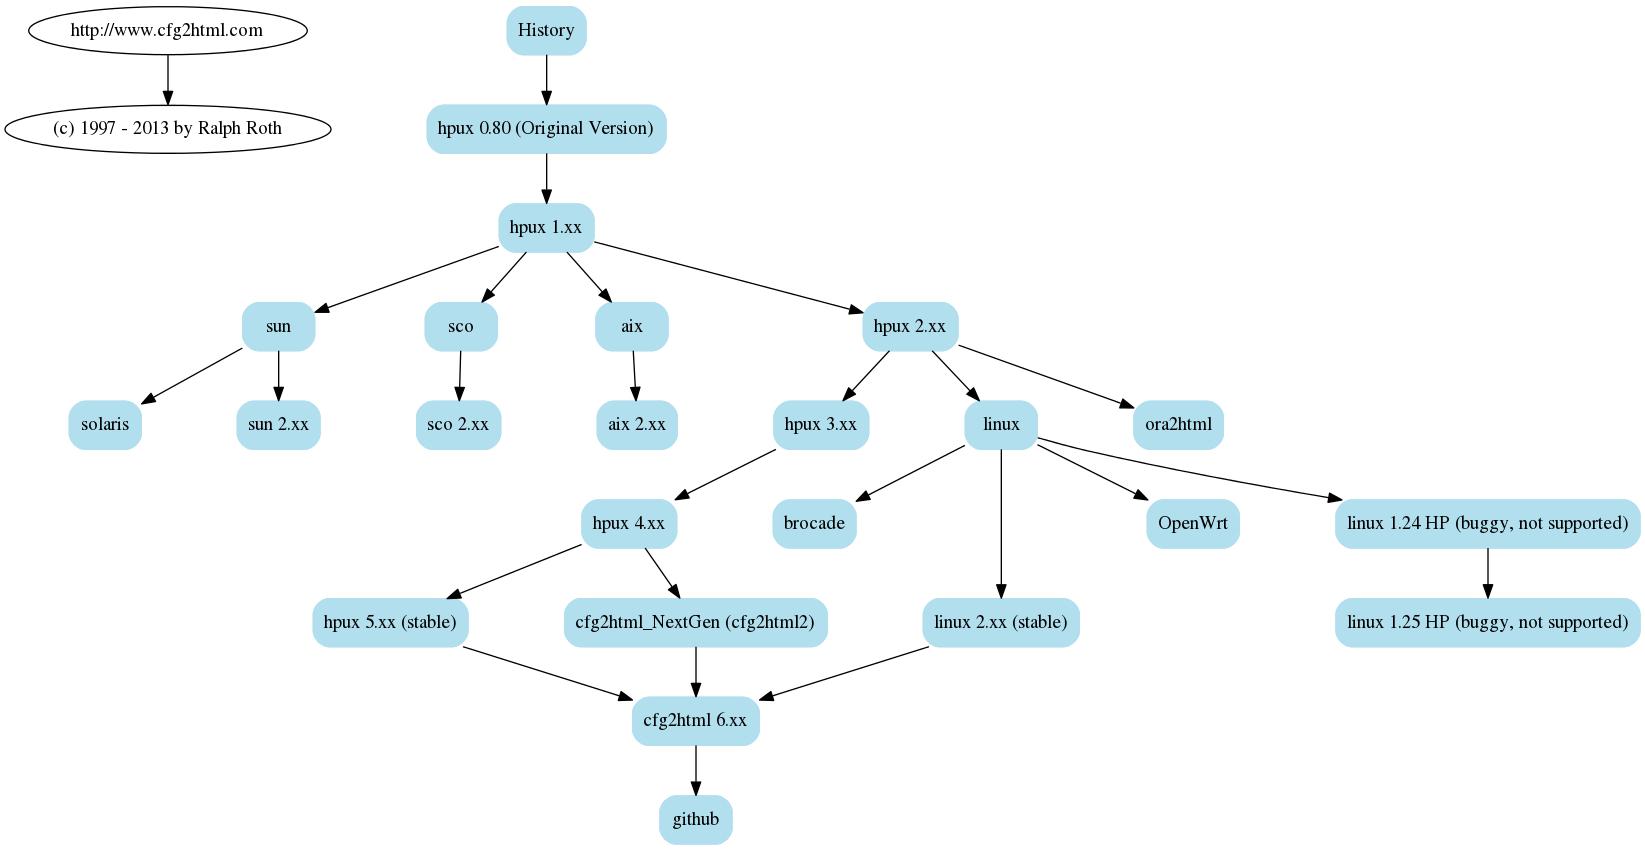 http://www.cfg2html.com
History
(c) 1997 - 2013 by Ralph Roth
hpux 0.80 (Original Version)
hpux 1.xx
sun
sco
aix
hpux 2.xx
solaris
sun 2.xx
sco 2.xx
aix 2.xx
hpux 3.xx
linux
ora2html
hpux 4.xx
brocade
OpenWrt
linux 1.24 HP (buggy, not supported)
hpux 5.xx (stable)
cfg2html_NextGen (cfg2html2)
linux 2.xx (stable)
linux 1.25 HP (buggy, not supported)
cfg2html 6.xx
github